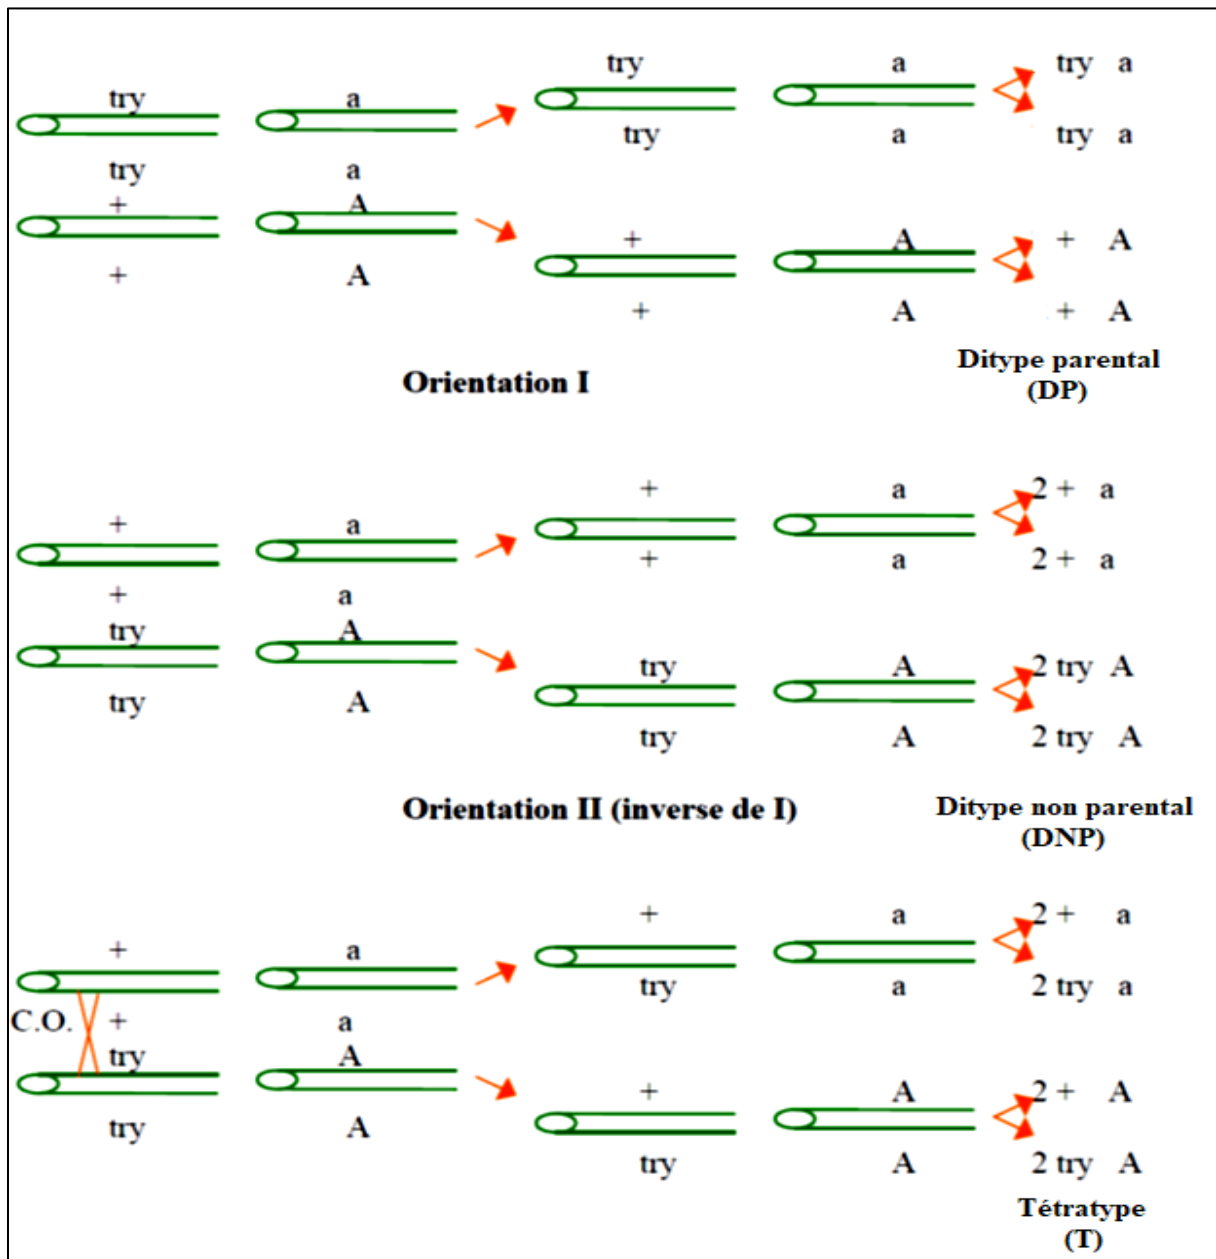 try a
try a try a
try try a a try a
+ A
+ A + A
+ A + A
Ditype parental
Orientation I (DP)
+ a 2 + a
+ a
+ a 2 + a
+ a
try A
try A 2 try A
try A
try A 2 try A
Orientation II (inverse de I) Ditype non parental
(DNP)
+ a 2 + a
+ a
try a 2 try a
C.O. + a
try A
+ A 2 + A
try A
try A 2 try A
Tétratype
(T)